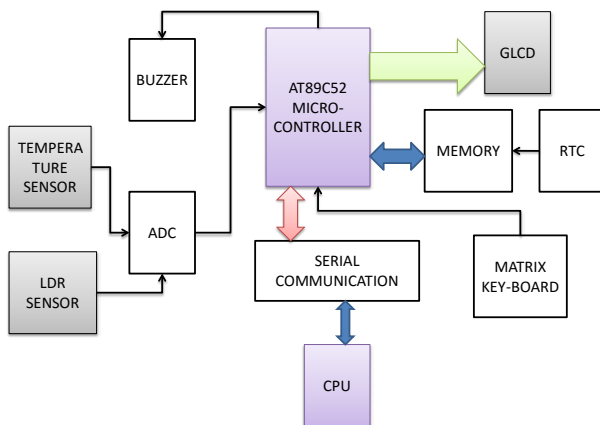 BUZZER
AT89C52
MICRO-
CONTROLLER
GLCD
TEMPERA
TURE
SENSOR
ADC
MEMORY
RTC
LDR
SENSOR
SERIAL
COMMUNICATION
MATRIX
KEY-BOARD
CPU